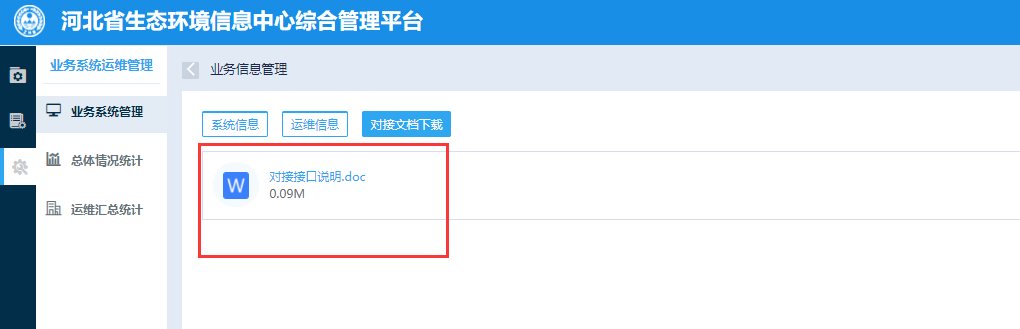 河北省生态环境信息中心综合管理平台
业务系统运维管理
业务系统管理
总体情况统计
运维汇总统计
业务信息管理
系统信息 运维信息 对接文档下载
W
对接接口说明.doc
0.09M